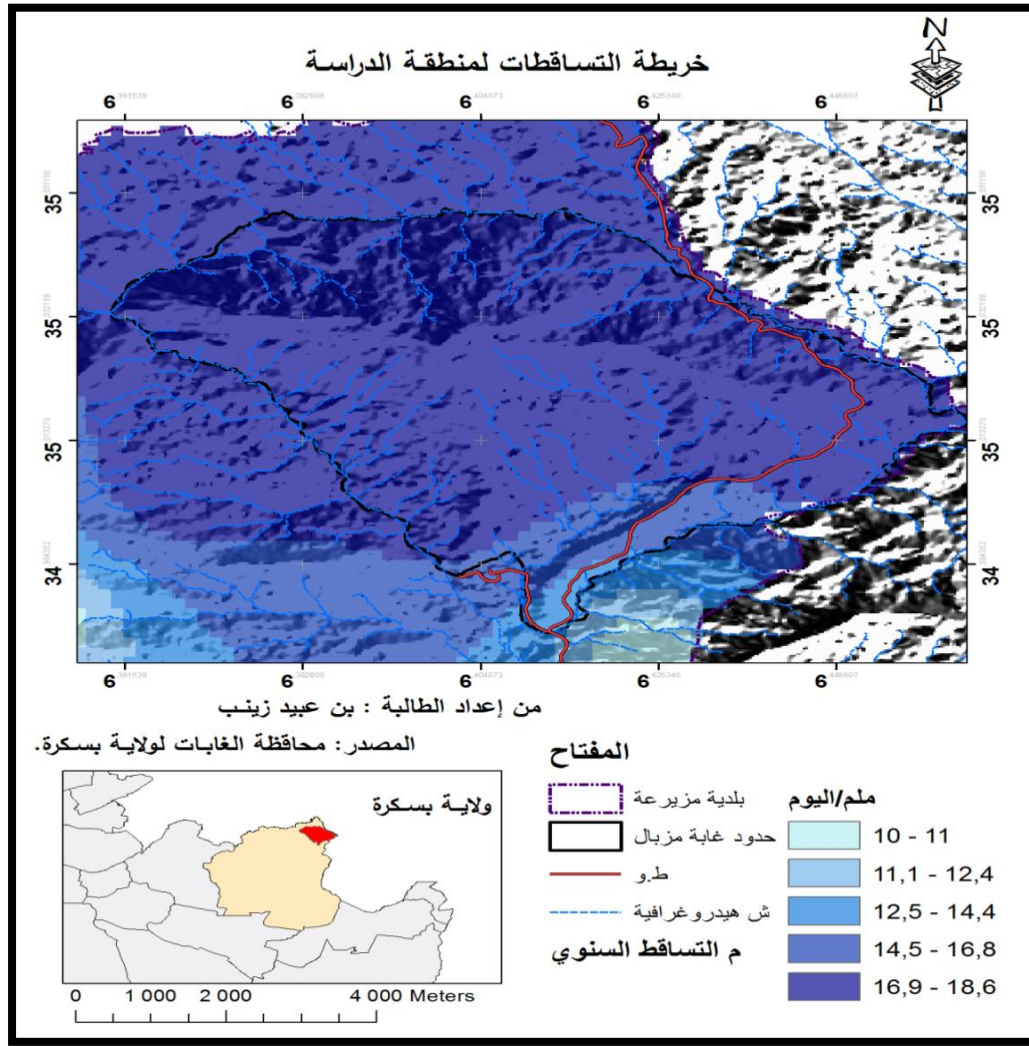 خريطة التساقطات لمنطقة الدراسة
N
6 6 6 6 6
35
35
35
34
35
35
35
34
6 6 6 6 6
من إعداد الطالبة : بن عبيد زينب
المصدر: محافظة الغابات لولاية بسكرة.
ولاية بسكرة
0 1 000 2 000 4 000 Meters
المفتاح
بلدية مزيرعة
حدود غابة مزبال
ط.و
ش هيدروغرافية
م التساقط السنوي
ملم/اليوم
10 - 11
11,1 - 12,4
12,5 - 14,4
14,5 - 16,8
16,9 - 18,6